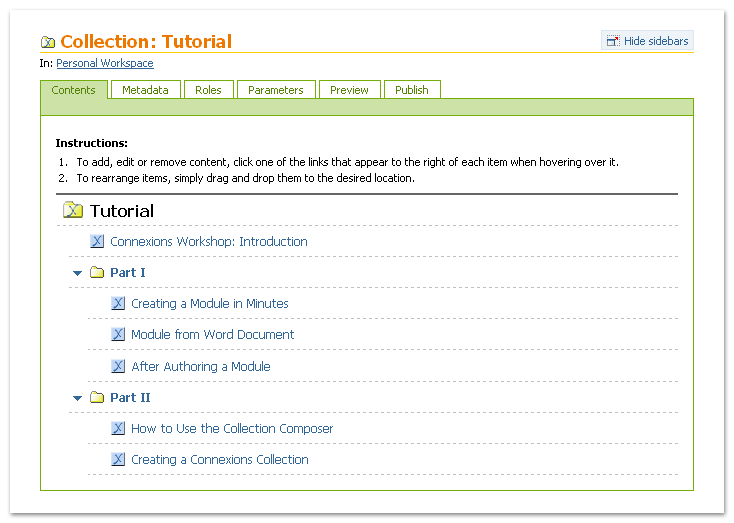 Collection: Tutorial
Hide sidebars
In: Personal Workspace
Contents Metadata Roles Parameters Preview Publish
Instructions:
1. To add, edit or remove content, click one of the links that appear to the right of each item when hovering over it.
2. To rearrange items, simply drag and drop them to the desired location.
Tutorial
Connexions Workshop: Introduction
Part I
Creating a Module in Minutes
Module from Word Document
After Authoring a Module
Part II
How to Use the Collection Composer
Creating a Connexions Collection